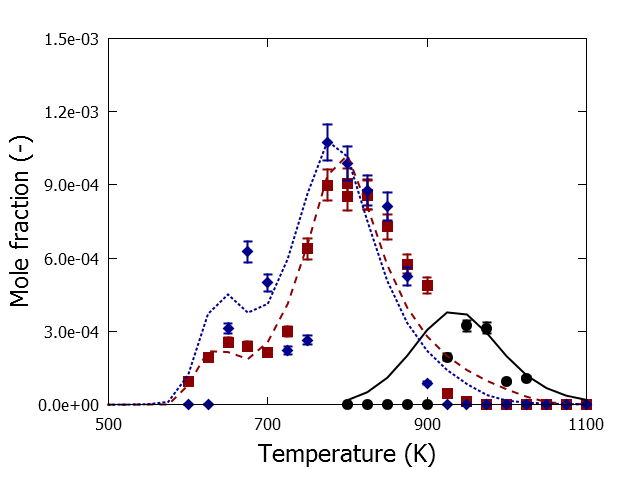 1.5e-03
1.2e-03
9.0e-04
6.0e-04
3.0e-04
0.0e+00
Mole fraction (-)
500
700
900
1100
Temperature (K)